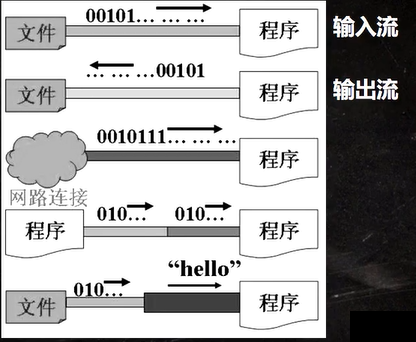 00101... ...
文件
程序
输入流
... ...00101
文件
程序
输出流
0010111... ...
程序
网路连接
010...
010...
程序
程序
“hello”
010...
文件
程序